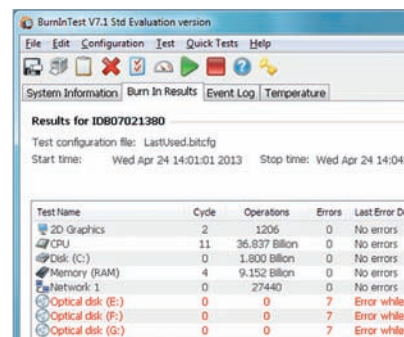 BurnInTest V7.1 Std Evaluation version
File Edit Configuration Test Quick Tests Help
System Information Burn In Results Event Log Temperature
Results for IDB07021380
Test configuration file: LastUsed.bitcfg
Start time: Wed Apr 24 14:01:01 2013 Stop time: Wed Apr 24 14:04
Test Name Cycle Operations Errors Last Error D
2D Graphics 2 1206 0 No errors
CPU 11 36.837 Billion 0 No errors
Disk (C:) 0 1.800 Billion 0 No errors
Memory (RAM) 4 9.152 Billion 0 No errors
Network 1 0 27440 0 No errors
Optical disk (E:) 0 0 7 Error while
Optical disk (F:) 0 0 7 Error while
Optical disk (G:) 0 0 7 Error while